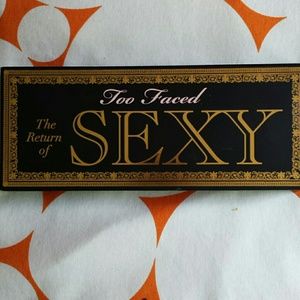 Too Faced
The
Return
of
SEXY